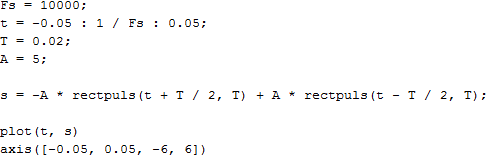 Fs = 10000;
t = -0.05 : 1 / Fs : 0.05;
T = 0.02;
A = 5;
s = -A * rectpuls(t + T / 2, T) + A * rectpuls(t - T / 2, T);
plot(t, s)
axis([-0.05, 0.05, -6, 6])